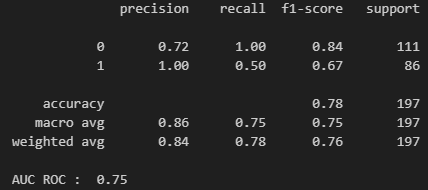 precision recall f1-score support
0 0.72 1.00 0.84 111
1 1.00 0.50 0.67 86
accuracy 0.78 197
macro avg 0.86 0.75 0.75 197
weighted avg 0.84 0.78 0.76 197
AUC ROC : 0.75